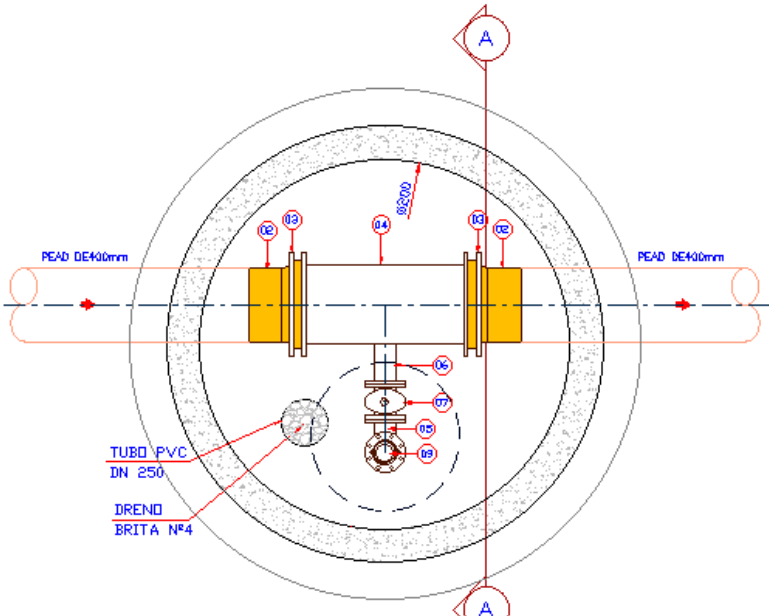 A
Ø200
03
04
03
02
02
PEAD DE400mm
PEAD DE400mm
06
07
05
09
TUBO PVC
DN 250
DRENO
BRITA Nº4
A